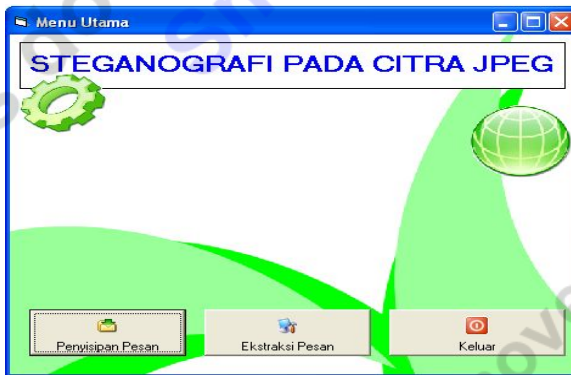 Menu Utama
STEGANOGRAFI PADA CITRA JPEG
Penyisipan Pesan
Ekstraksi Pesan
Keluar